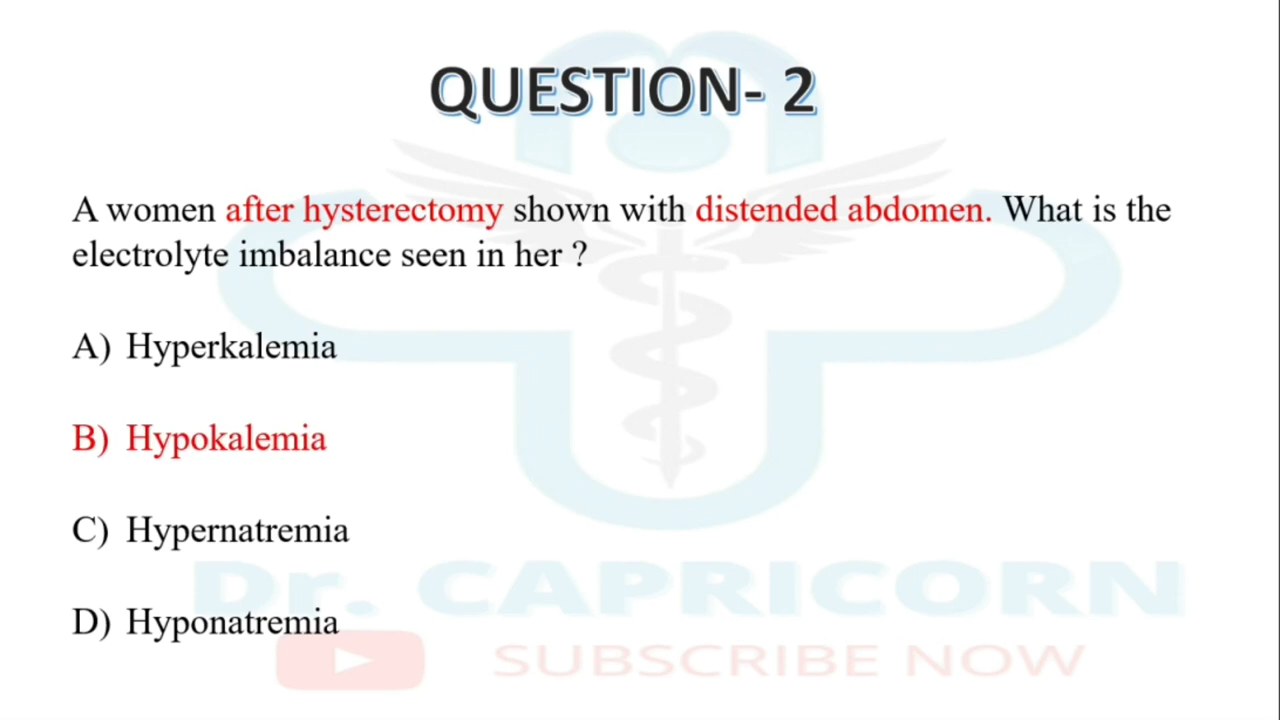 QUESTION- 2
A women after hysterectomy shown with distended abdomen. What is the
electrolyte imbalance seen in her ?
A) Hyperkalemia
B) Hypokalemia
C) Hypernatremia
D) Hyponatremia
Dr. CAPRICORN
SUBSCRIBE NOW